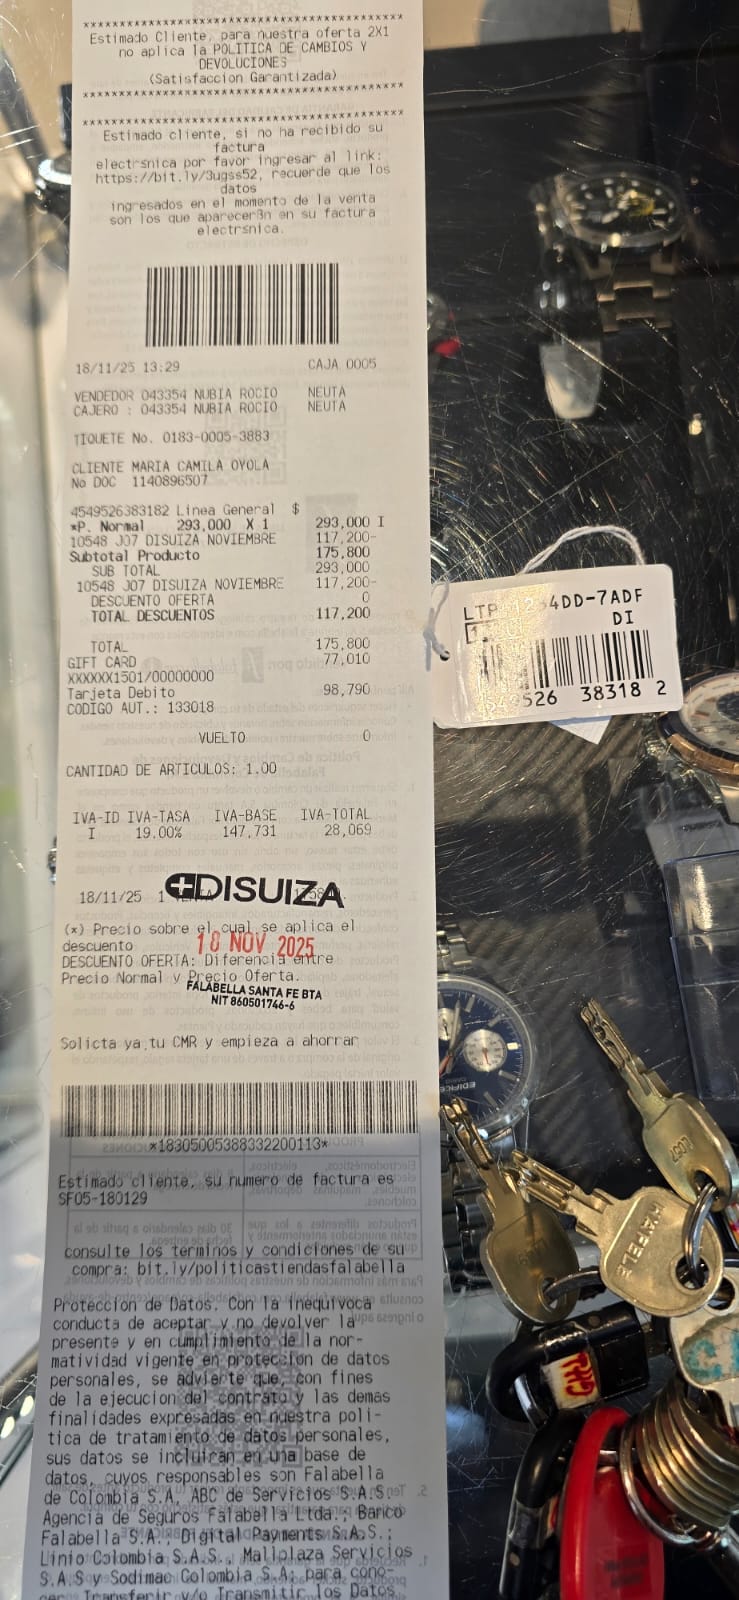 ****************************************
Estimado Cliente, para nuestra oferta 2X1
no aplica la POLITICA DE CAMBIOS Y
DEVOLUCIONES
(Satisfaccion Garantizada)
****************************************
****************************************
Estimado cliente, si no ha recibido su
factura
electrsnica por favor ingresar al link:
https://bit.ly/3ugss52, recuerde que los
datos
ingresados en el momento de la venta
son los que aparecer8n en su factura
electrsnica.
18/11/25 13:29 CAJA 0005
VENDEDOR 043354 NUBIA ROCIO NEUTA
CAJERO : 043354 NUBIA ROCIO NEUTA
TIQUETE No. 0183-0005-3883
CLIENTE MARIA CAMILA OYOLA
No DOC 1140896507
4549526383182 Linea General $
*P. Normal 293,000 X 1 293,000 I
10548 J07 DISUIZA NOVIEMBRE 117,200-
Subtotal Producto 175,800
SUB TOTAL 293,000
10548 J07 DISUIZA NOVIEMBRE 117,200-
DESCUENTO OFERTA 0
TOTAL DESCUENTOS 117,200
TOTAL 175,800
GIFT CARD 77,010
XXXXXX1501/00000000
Tarjeta Debito 98,790
CODIGO AUT.: 133018
VUELTO 0
CANTIDAD DE ARTICULOS: 1.00
IVA-ID IVA-TASA IVA-BASE IVA-TOTAL
I 19.00% 147,731 28,069
18/11/25 1
DISUIZA
(*) Precio sobre el cual se aplica el
descuento
18 NOV 2025
DESCUENTO OFERTA: Diferencia entre
Precio Normal y Precio Oferta.
FALABELLA SANTA FE BTA
NIT 860501746-6
Solicta ya tu CMR y empieza a ahorrar
*18305005388332200113*
Estimado cliente, su numero de factura es
SF05-180129
consulte los terminos y condiciones de su
compra: bit.ly/politicastiendasfalabella
Proteccion de Datos. Con la inequivoca
conducta de aceptar y no devolver la
presente y en cumplimiento de la nor-
matividad vigente en proteccion de datos
personales, se advierte que, con fines
de la ejecucion del contrato y las demas
finalidades expresadas en nuestra poli-
tica de tratamiento de datos personales,
sus datos se incluiran en una base de
datos, cuyos responsables son Falabella
de Colombia S.A, ABC de Servicios S.A.S,
Agencia de Seguros Falabella Ltda.; Banco
Falabella S.A.; Digital Payments S.A.S.;
Linio Colombia S.A.S., Mallplaza Servicios
S.A.S y Sodimac Colombia S.A; para cono-
cer Transferir y/o Transmitir los Datos
DI
38318 2
EDIFICE
HAFELE